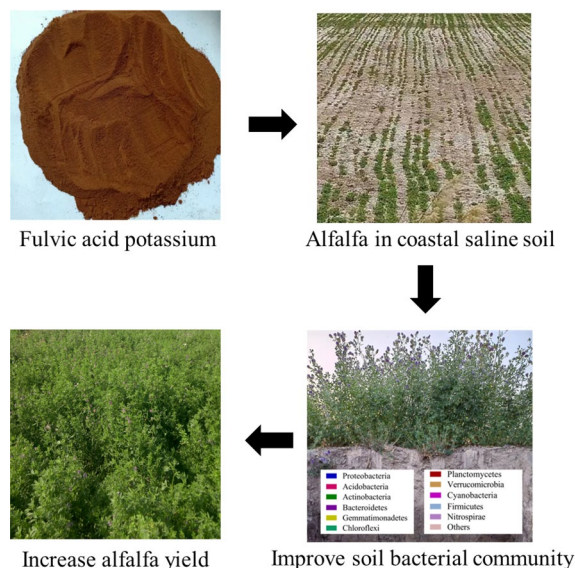 Fulvic acid potassium
Alfalfa in coastal saline soil
Proteobacteria
Acidobacteria
Actinobacteria
Bacteroidetes
Gemmatimonadetes
Chloroflexi
Planctomycetes
Verrucomicrobia
Cyanobacteria
Firmicutes
Nitrospirae
Others
Increase alfalfa yield
Improve soil bacterial community